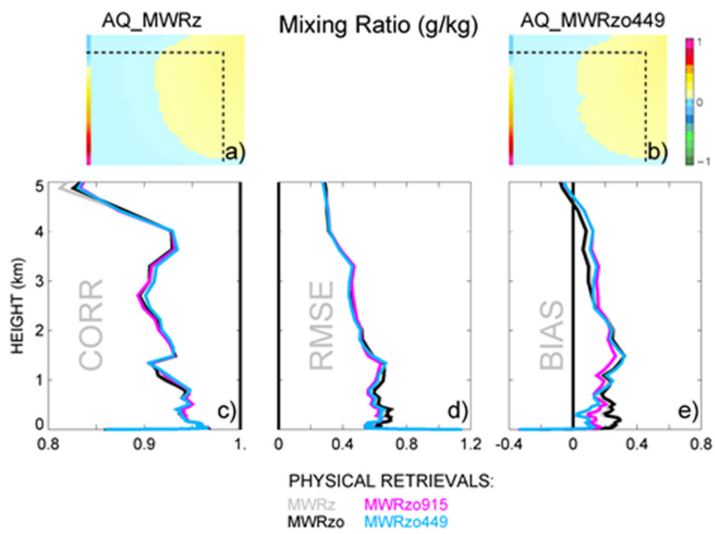 AQ_MWRz
Mixing Ratio (g/kg)
AQ_MWRzo449
1
0
-1
a)
b)
5
4
3
2
1
0
HEIGHT (km)
CORR
c)
0.8
0.9
1.
RMSE
d)
0
0.4
0.8
1.2
BIAS
e)
-0.4
0
0.4
0.8
PHYSICAL RETRIEVALS:
MWRz
MWRzo915
MWRzo
MWRzo449